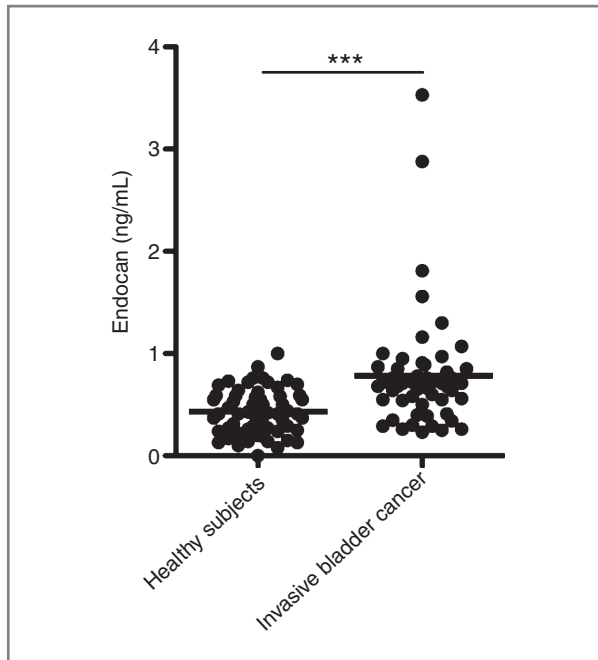 ***
4
3
2
1
0
Endocan (ng/mL)
Healthy subjects
Invasive bladder cancer